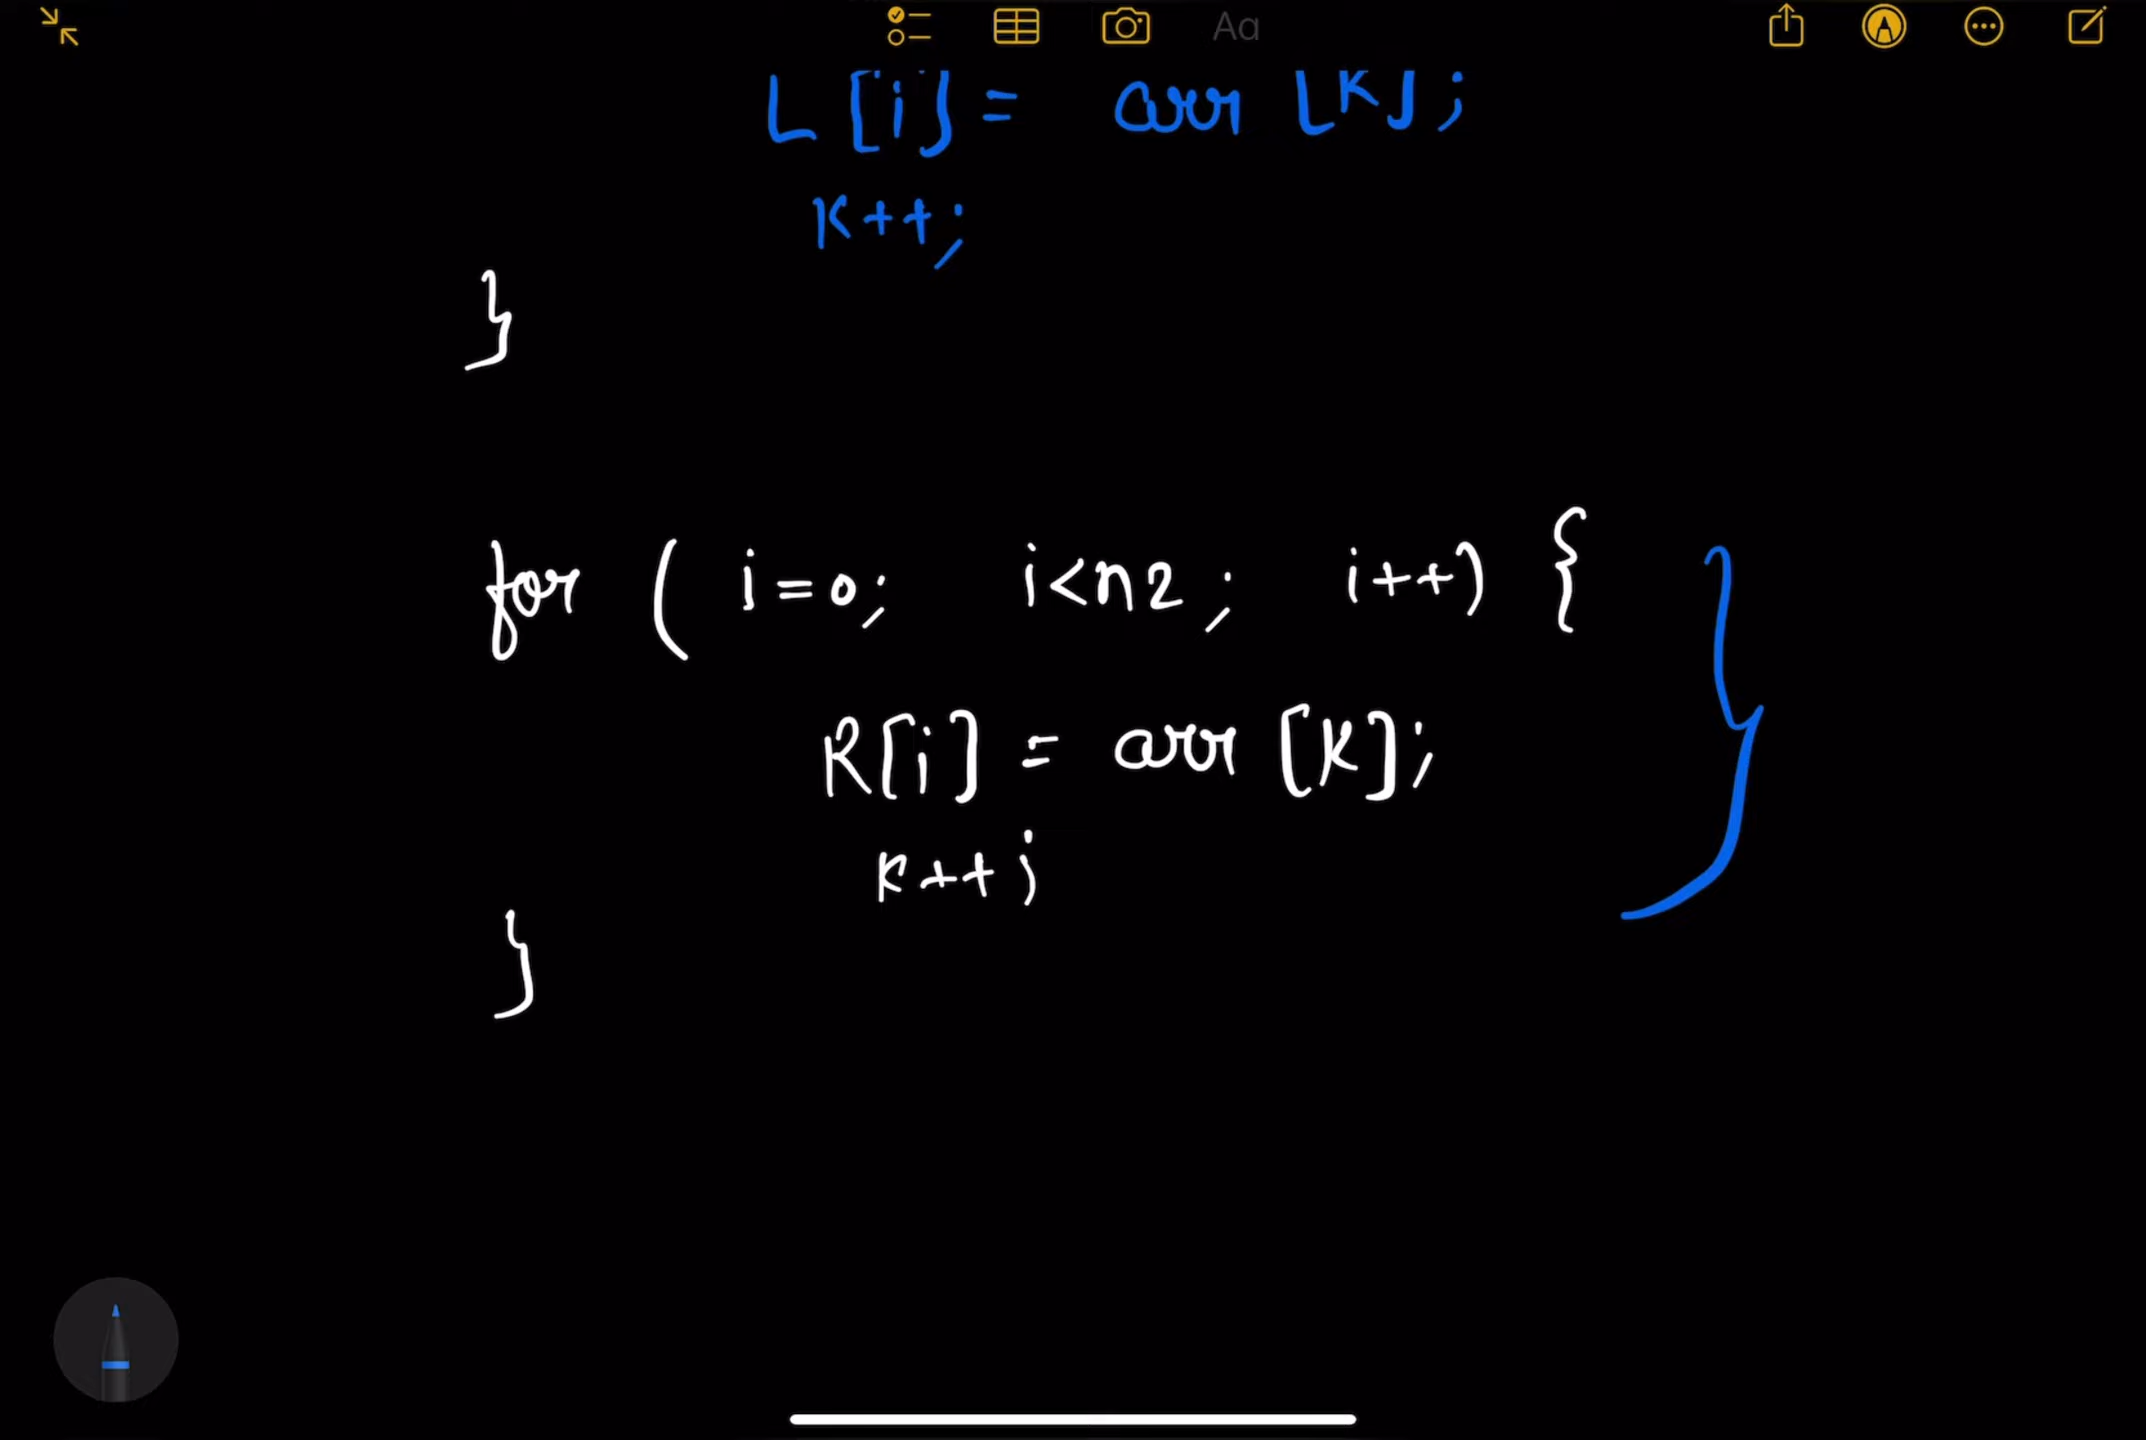 Aa
L[i] = arr [K];
K++;
}
for ( i=0; i<n2; i++) {
R[i] = arr [K];
K++;
}